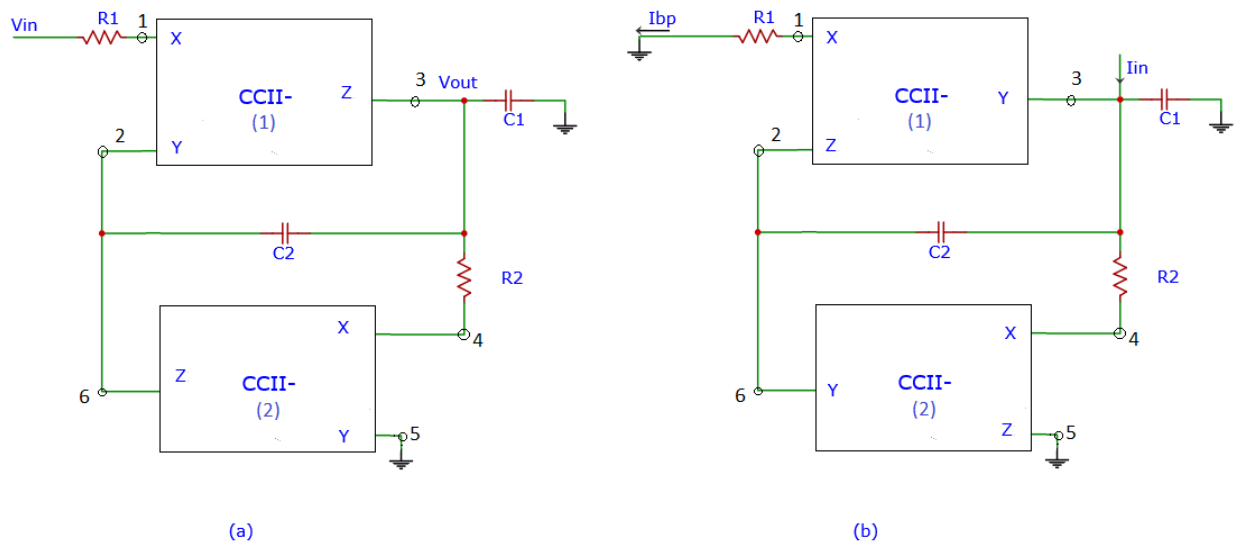 Vin
R1
1
X
CCII-
(1)
Z
3
Vout
C1
2
Y
C2
R2
X
4
Z
6
CCII-
(2)
Y
5
(a)
Ibp
R1
1
X
CCII-
(1)
Y
3
Iin
C1
2
Z
C2
R2
X
4
Y
6
CCII-
(2)
Z
5
(b)